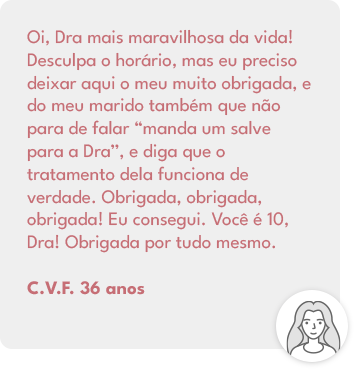 Oi, Dra mais maravilhosa da vida!
Desculpa o horário, mas eu preciso
deixar aqui o meu muito obrigada, e
do meu marido também que não
para de falar “manda um salve
para a Dra”, e diga que o
tratamento dela funciona de
verdade. Obrigada, obrigada,
obrigada! Eu consegui. Você é 10,
Dra! Obrigada por tudo mesmo.
C.V.F. 36 anos